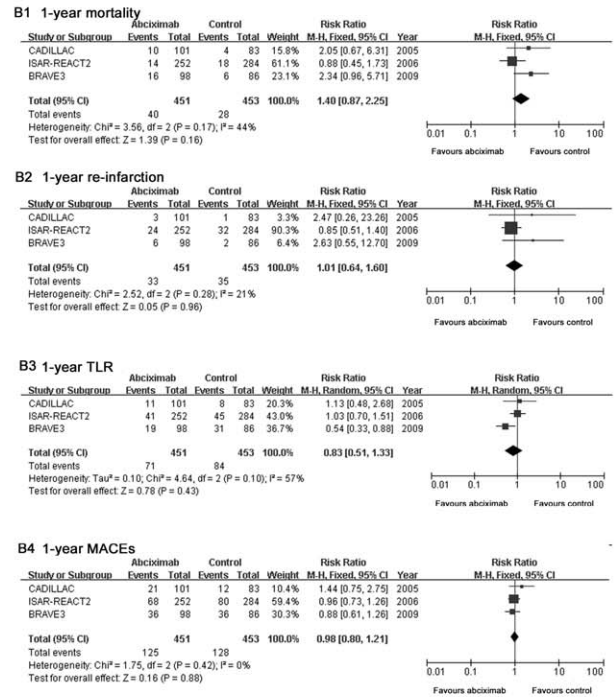 B1 1-year mortality
Abciximab Control Risk Ratio Risk Ratio
Study or Subgroup Events Total Events Total Weight M-H, Fixed, 95% CI Year M-H, Fixed, 95% CI
CADILLAC 10 101 4 83 15.8% 2.05 [0.67, 6.31] 2005
ISAR-REACT2 14 252 18 284 61.1% 0.88 [0.45, 1.73] 2006
BRAVE3 16 98 6 86 23.1% 2.34 [0.96, 5.71] 2009
Total (95% CI) 451 453 100.0% 1.40 [0.87, 2.25]
Total events 40 28
Heterogeneity: Chi² = 3.56, df = 2 (P = 0.17); I² = 44%
Test for overall effect: Z = 1.39 (P = 0.16)
0.01 0.1 1 10 100
Favours abciximab Favours control
B2 1-year re-infarction
Abciximab Control Risk Ratio Risk Ratio
Study or Subgroup Events Total Events Total Weight M-H, Fixed, 95% CI Year M-H, Fixed, 95% CI
CADILLAC 3 101 1 83 3.3% 2.47 [0.26, 23.26] 2005
ISAR-REACT2 24 252 32 284 90.3% 0.85 [0.51, 1.40] 2006
BRAVE3 6 98 2 86 6.4% 2.63 [0.55, 12.70] 2009
Total (95% CI) 451 453 100.0% 1.01 [0.64, 1.60]
Total events 33 35
Heterogeneity: Chi² = 2.52, df = 2 (P = 0.28); I² = 21%
Test for overall effect: Z = 0.05 (P = 0.96)
0.01 0.1 1 10 100
Favours abciximab Favours control
B3 1-year TLR
Abciximab Control Risk Ratio Risk Ratio
Study or Subgroup Events Total Events Total Weight M-H, Random, 95% CI Year M-H, Random, 95% CI
CADILLAC 11 101 8 83 20.3% 1.13 [0.48, 2.68] 2005
ISAR-REACT2 41 252 45 284 43.0% 1.03 [0.70, 1.51] 2006
BRAVE3 19 98 31 86 36.7% 0.54 [0.33, 0.88] 2009
Total (95% CI) 451 453 100.0% 0.83 [0.51, 1.33]
Total events 71 84
Heterogeneity: Tau² = 0.10; Chi² = 4.64, df = 2 (P = 0.10); I² = 57%
Test for overall effect: Z = 0.78 (P = 0.43)
0.01 0.1 1 10 100
Favours abciximab Favours control
B4 1-year MACEs
Abciximab Control Risk Ratio Risk Ratio
Study or Subgroup Events Total Events Total Weight M-H, Fixed, 95% CI Year M-H, Fixed, 95% CI
CADILLAC 21 101 12 83 10.4% 1.44 [0.75, 2.75] 2005
ISAR-REACT2 68 252 80 284 59.4% 0.96 [0.73, 1.26] 2006
BRAVE3 36 98 36 86 30.3% 0.88 [0.61, 1.26] 2009
Total (95% CI) 451 453 100.0% 0.98 [0.80, 1.21]
Total events 125 128
Heterogeneity: Chi² = 1.75, df = 2 (P = 0.42); I² = 0%
Test for overall effect: Z = 0.16 (P = 0.88)
0.01 0.1 1 10 100
Favours abciximab Favours control